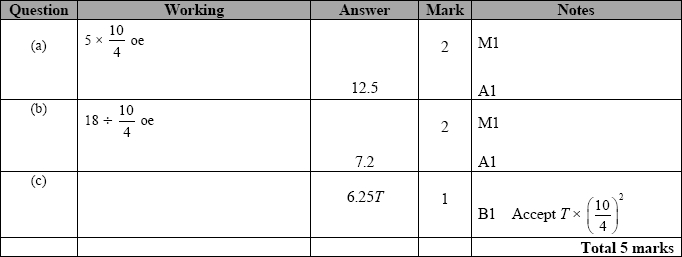 Question Working Answer Mark Notes
(a) 5 × 10/4 oe 2 M1
12.5 A1
(b) 18 ÷ 10/4 oe 2 M1
7.2 A1
(c) 6.25T 1 B1 Accept T × (10/4)²
Total 5 marks